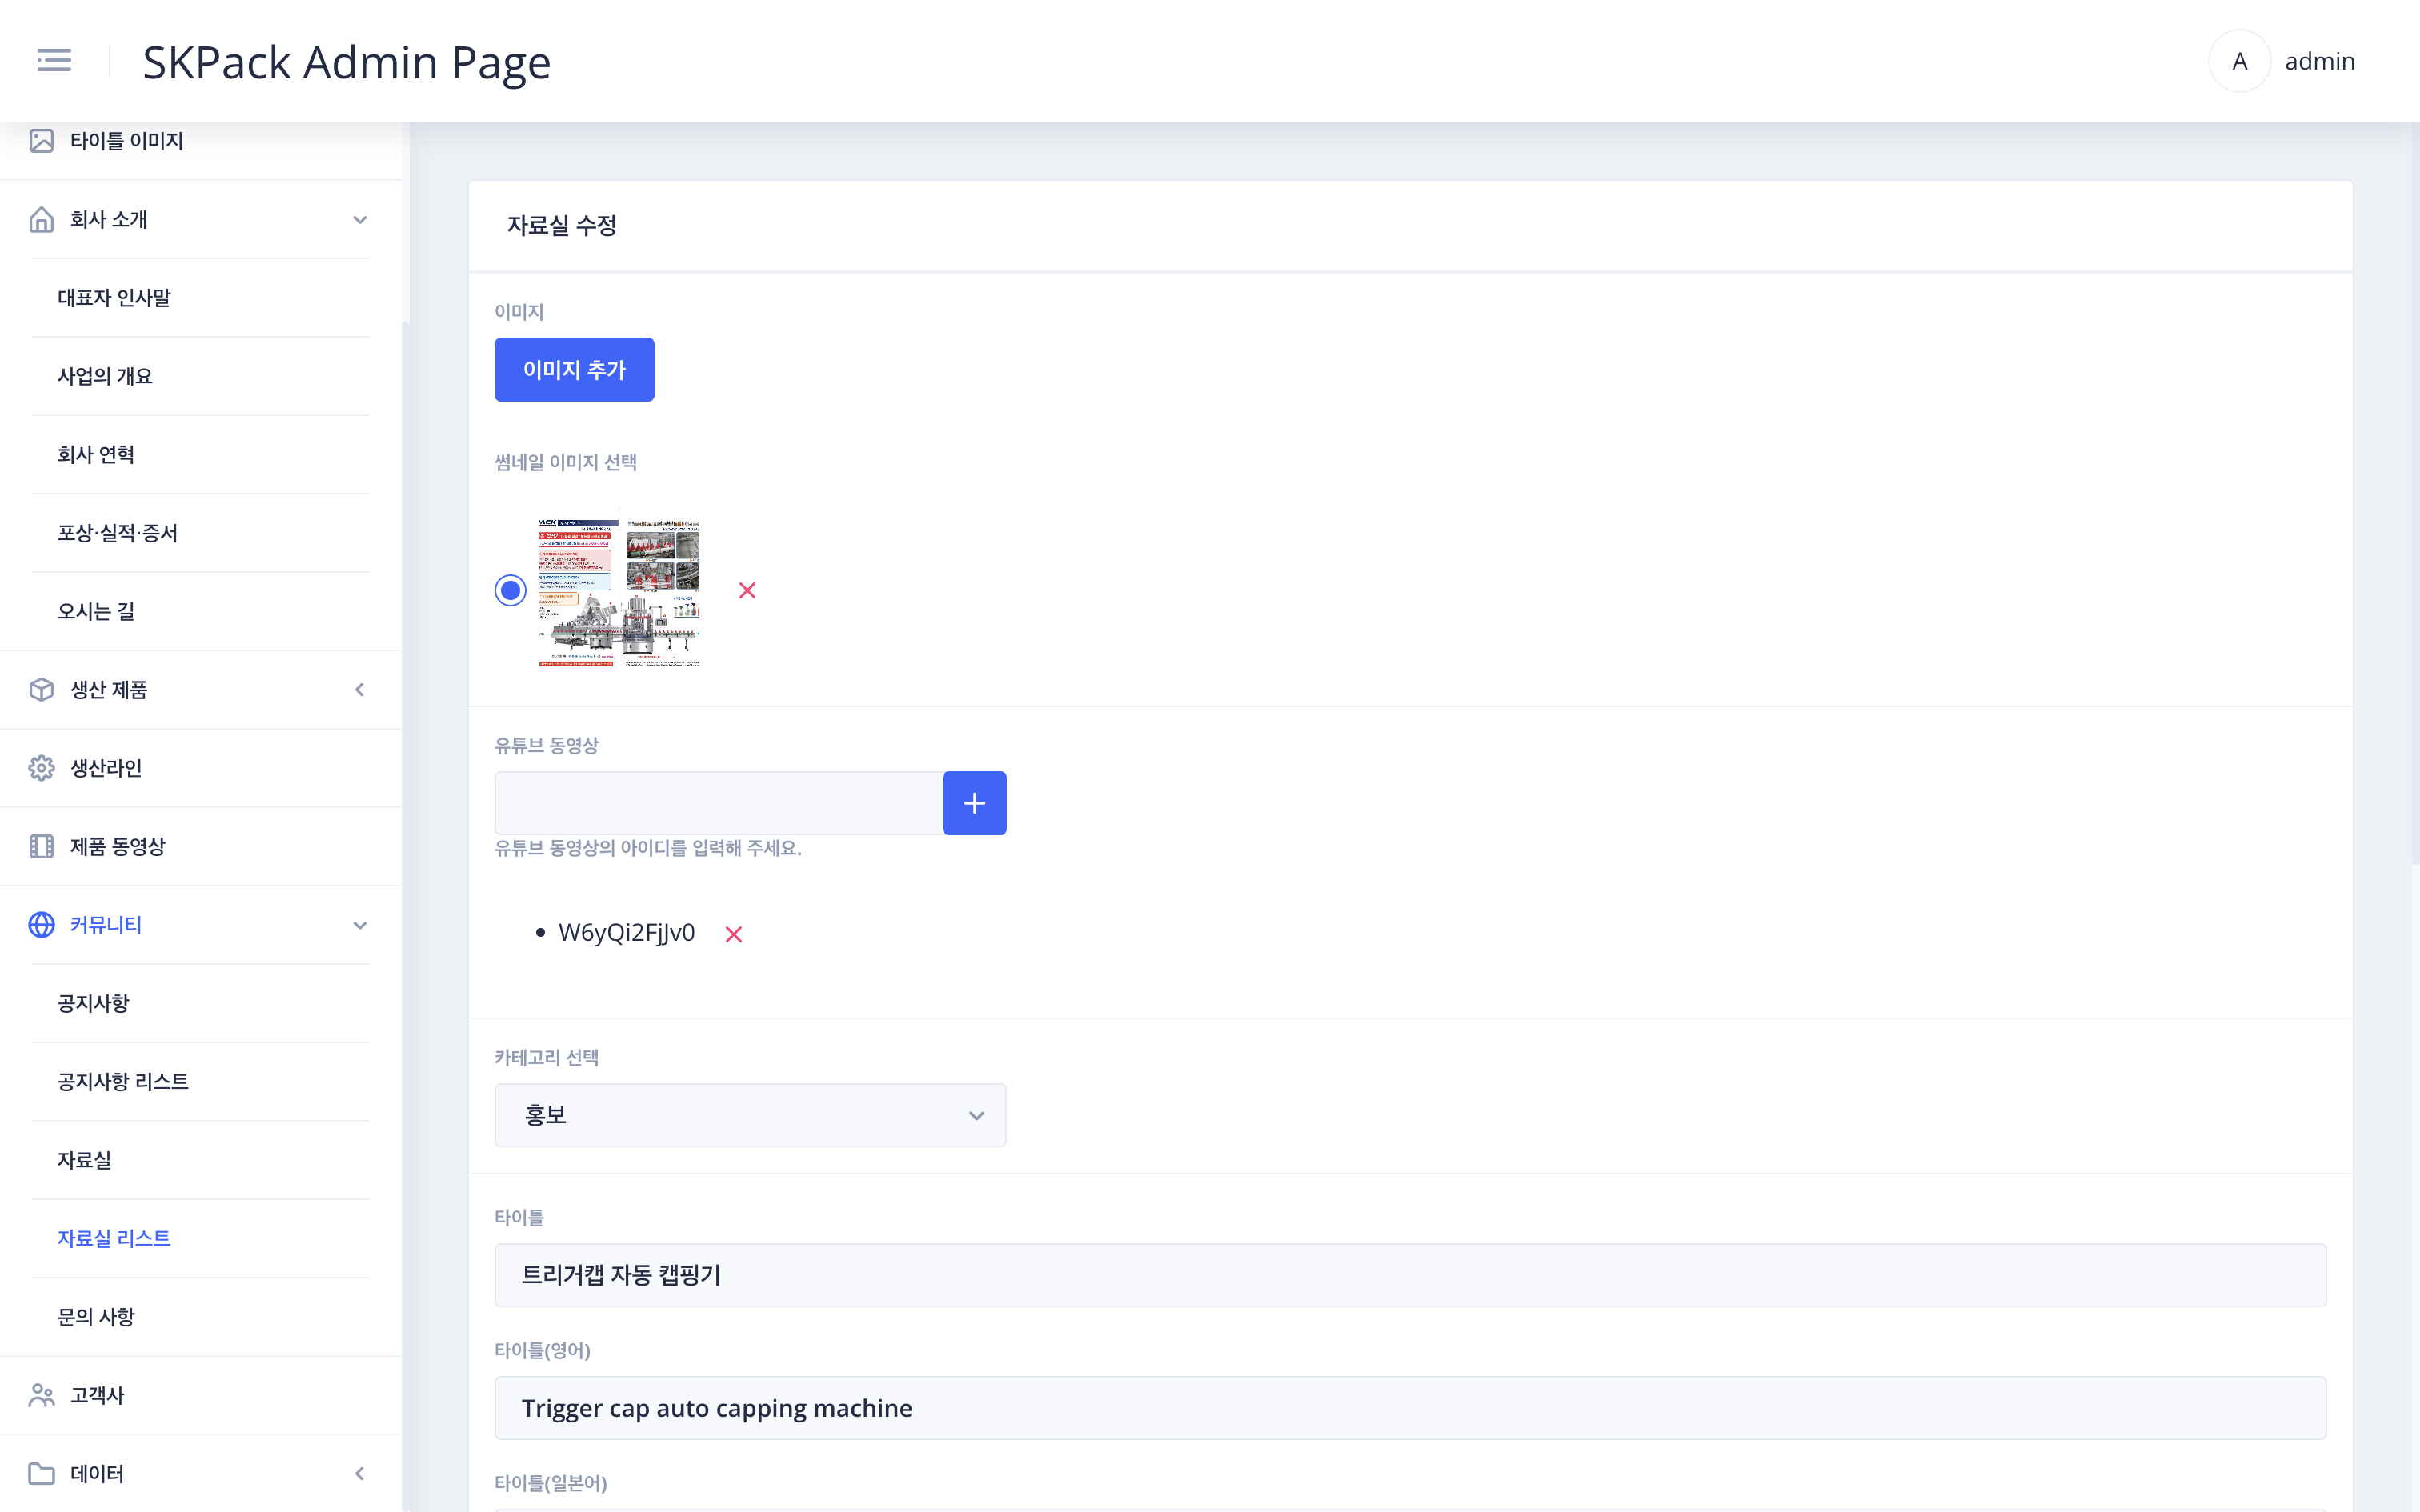 SKPack Admin Page
A
admin
타이틀 이미지
회사 소개
대표자 인사말
사업의 개요
회사 연혁
포상·실적·증서
오시는 길
생산 제품
생산라인
제품 동영상
커뮤니티
공지사항
공지사항 리스트
자료실
자료실 리스트
문의 사항
고객사
데이터
자료실 수정
이미지
이미지 추가
썸네일 이미지 선택
유튜브 동영상
유튜브 동영상의 아이디를 입력해 주세요.
W6yQi2FjJv0
카테고리 선택
홍보
타이틀
트리거캡 자동 캡핑기
타이틀(영어)
Trigger cap auto capping machine
타이틀(일본어)